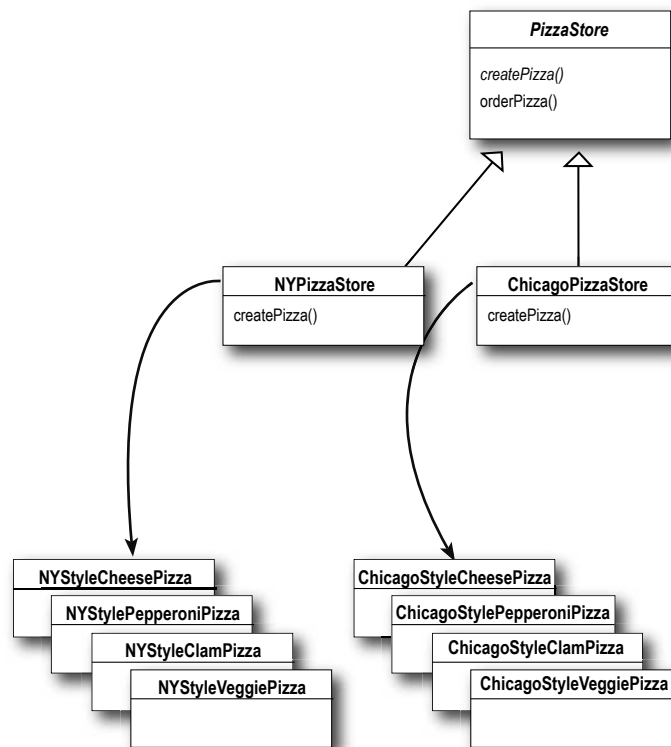 PizzaStore
createPizza()
orderPizza()
NYPizzaStore
createPizza()
ChicagoPizzaStore
createPizza()
NYStyleCheesePizza
NYStylePepperoniPizza
NYStyleClamPizza
NYStyleVeggiePizza
ChicagoStyleCheesePizza
ChicagoStylePepperoniPizza
ChicagoStyleClamPizza
ChicagoStyleVeggiePizza